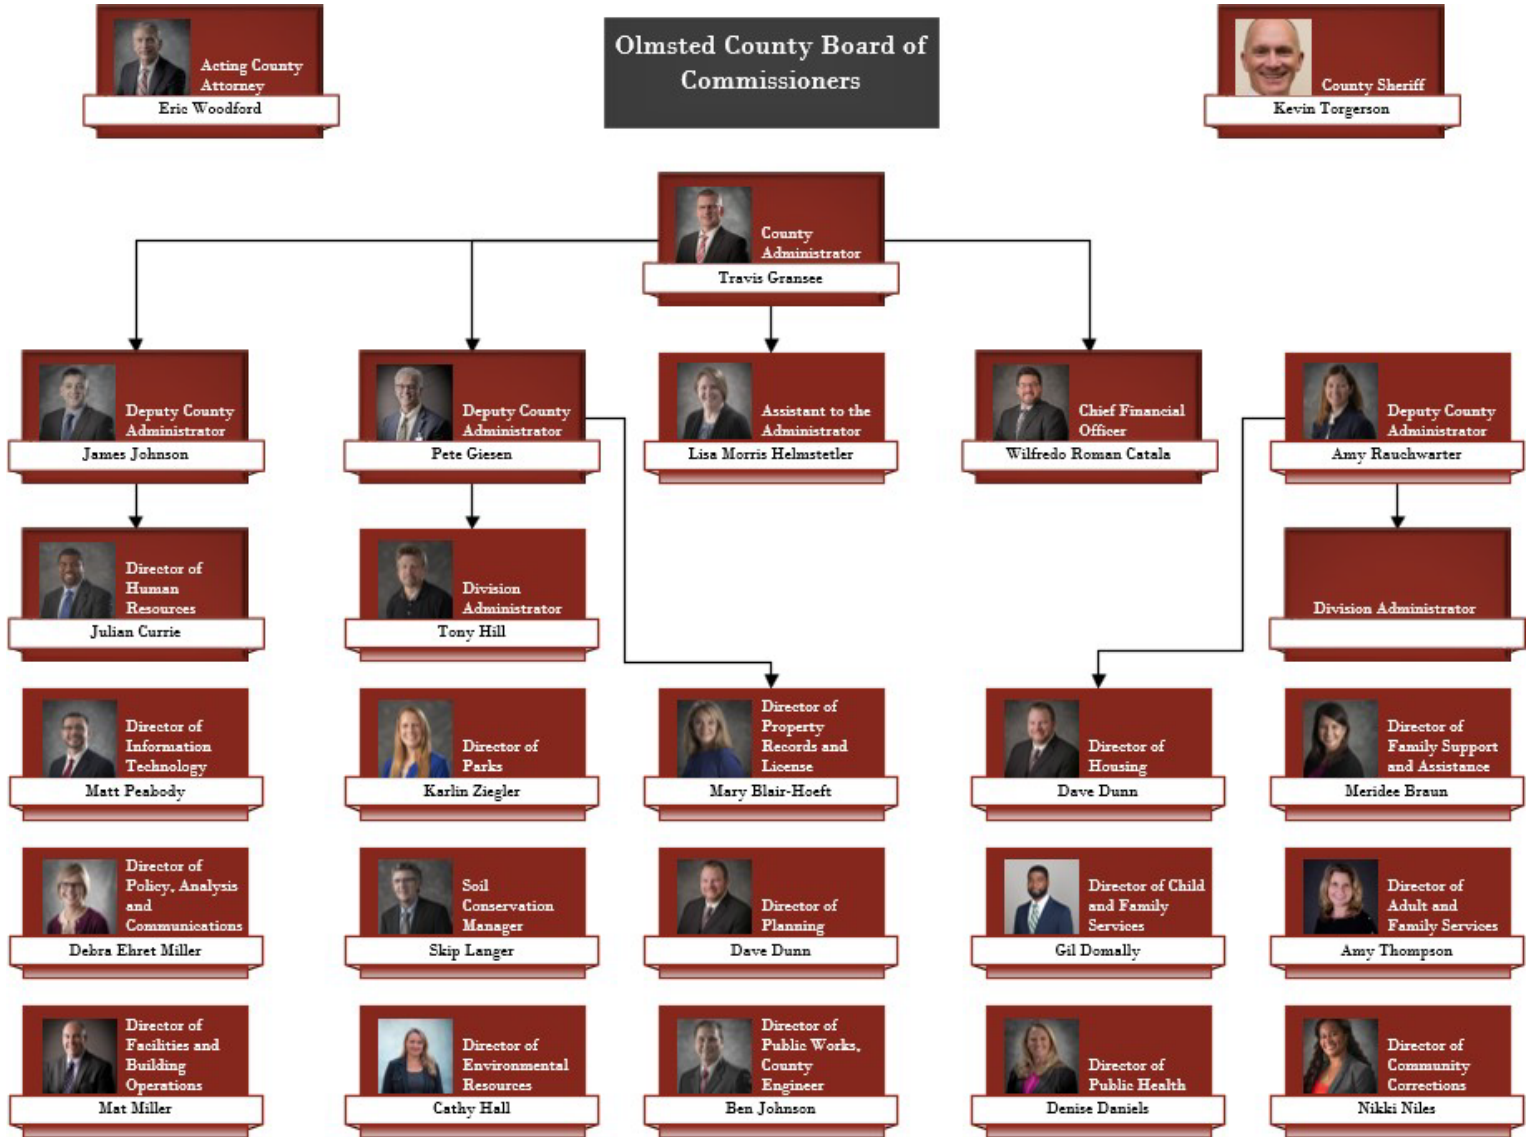 Acting County
Attorney
Eric Woodford
Olmsted County Board of
Commissioners
County Sheriff
Kevin Torgerson
County
Administrator
Travis Gransee
Deputy County
Administrator
James Johnson
Deputy County
Administrator
Pete Giesen
Assistant to the
Administrator
Lisa Morris Helmstetler
Chief Financial
Officer
Wilfredo Roman Catala
Deputy County
Administrator
Amy Rauchwarter
Director of
Human
Resources
Julian Currie
Division
Administrator
Tony Hill
Division Administrator
Director of
Information
Technology
Matt Peabody
Director of
Parks
Karlin Ziegler
Director of
Property
Records and
License
Mary Blair-Hoeft
Director of
Housing
Dave Dunn
Director of
Family Support
and Assistance
Meridee Braun
Director of
Policy, Analysis
and
Communications
Debra Ehret Miller
Soil
Conservation
Manager
Skip Langer
Director of
Planning
Dave Dunn
Director of Child
and Family
Services
Gil Domally
Director of
Adult and
Family Services
Amy Thompson
Director of
Facilities and
Building
Operations
Mat Miller
Director of
Environmental
Resources
Cathy Hall
Director of
Public Works,
County
Engineer
Ben Johnson
Director of
Public Health
Denise Daniels
Director of
Community
Corrections
Nikki Niles